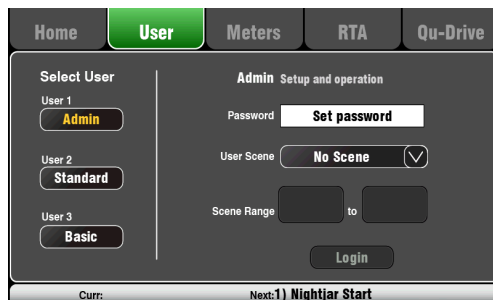 Home User Meters RTA Qu-Drive
Select User
User 1
Admin
User 2
Standard
User 3
Basic
Admin Setup and operation
Password Set password
User Scene No Scene
Scene Range to
Login
Curr: Next:1) Nightjar Start